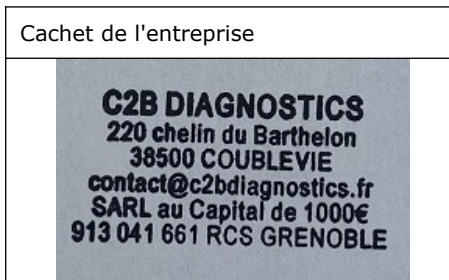 Cachet de l'entreprise
C2B DIAGNOSTICS
220 chelin du Barthelon
38500 COUBLEVIE
contact@c2bdiagnostics.fr
SARL au Capital de 1000€
913 041 661 RCS GRENOBLE